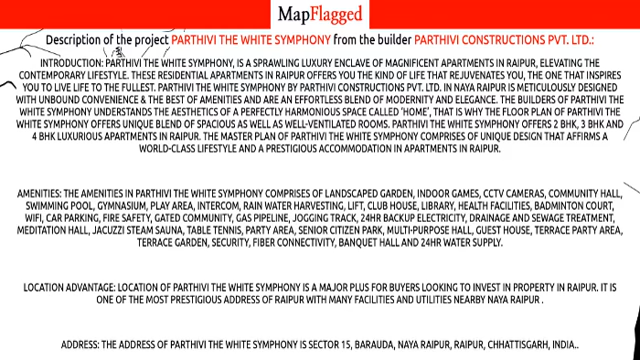 MapFlagged
Description of the project PARTHIVI THE WHITE SYMPHONY from the builder PARTHIVI CONSTRUCTIONS PVT. LTD.:
INTRODUCTION: PARTHIVI THE WHITE SYMPHONY, IS A SPRAWLING LUXURY ENCLAVE OF MAGNIFICENT APARTMENTS IN RAIPUR, ELEVATING THE
CONTEMPORARY LIFESTYLE. THESE RESIDENTIAL APARTMENTS IN RAIPUR OFFERS YOU THE KIND OF LIFE THAT REJUVENATES YOU, THE ONE THAT INSPIRES
YOU TO LIVE LIFE TO THE FULLEST. PARTHIVI THE WHITE SYMPHONY BY PARTHIVI CONSTRUCTIONS PVT. LTD. IN NAYA RAIPUR IS METICULOUSLY DESIGNED
WITH UNBOUND CONVENIENCE & THE BEST OF AMENITIES AND ARE AN EFFORTLESS BLEND OF MODERNITY AND ELEGANCE. THE BUILDERS OF PARTHIVI THE
WHITE SYMPHONY UNDERSTANDS THE AESTHETICS OF A PERFECTLY HARMONIOUS SPACE CALLED 'HOME', THAT IS WHY THE FLOOR PLAN OF PARTHIVI THE
WHITE SYMPHONY OFFERS UNIQUE BLEND OF SPACIOUS AS WELL AS WELL-VENTILATED ROOMS. PARTHIVI THE WHITE SYMPHONY OFFERS 2 BHK, 3 BHK AND
4 BHK LUXURIOUS APARTMENTS IN RAIPUR. THE MASTER PLAN OF PARTHIVI THE WHITE SYMPHONY COMPRISES OF UNIQUE DESIGN THAT AFFIRMS A
WORLD-CLASS LIFESTYLE AND A PRESTIGIOUS ACCOMMODATION IN APARTMENTS IN RAIPUR.
AMENITIES: THE AMENITIES IN PARTHIVI THE WHITE SYMPHONY COMPRISES OF LANDSCAPED GARDEN, INDOOR GAMES, CCTV CAMERAS, COMMUNITY HALL,
SWIMMING POOL, GYMNASIUM, PLAY AREA, INTERCOM, RAIN WATER HARVESTING, LIFT, CLUB HOUSE, LIBRARY, HEALTH FACILITIES, BADMINTON COURT,
WIFI, CAR PARKING, FIRE SAFETY, GATED COMMUNITY, GAS PIPELINE, JOGGING TRACK, 24HR BACKUP ELECTRICITY, DRAINAGE AND SEWAGE TREATMENT,
MEDITATION HALL, JACUZZI STEAM SAUNA, TABLE TENNIS, PARTY AREA, SENIOR CITIZEN PARK, MULTI-PURPOSE HALL, GUEST HOUSE, TERRACE PARTY AREA,
TERRACE GARDEN, SECURITY, FIBER CONNECTIVITY, BANQUET HALL AND 24HR WATER SUPPLY.
LOCATION ADVANTAGE: LOCATION OF PARTHIVI THE WHITE SYMPHONY IS A MAJOR PLUS FOR BUYERS LOOKING TO INVEST IN PROPERTY IN RAIPUR. IT IS
ONE OF THE MOST PRESTIGIOUS ADDRESS OF RAIPUR WITH MANY FACILITIES AND UTILITIES NEARBY NAYA RAIPUR .
ADDRESS: THE ADDRESS OF PARTHIVI THE WHITE SYMPHONY IS SECTOR 15, BARAUDA, NAYA RAIPUR, RAIPUR, CHHATTISGARH, INDIA..